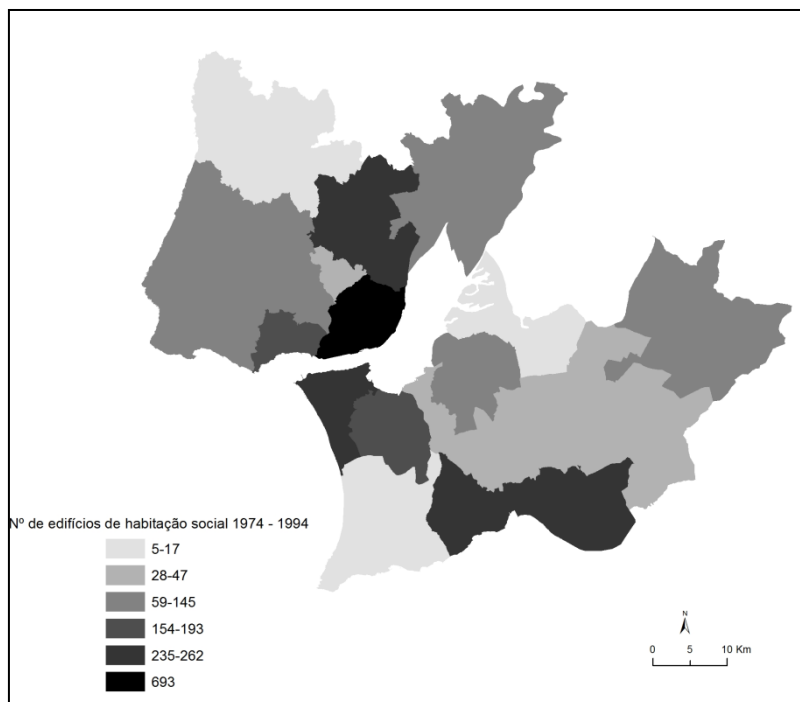 Nº de edifícios de habitação social 1974 - 1994
5-17
28-47
59-145
154-193
235-262
693
N
0 5 10 Km